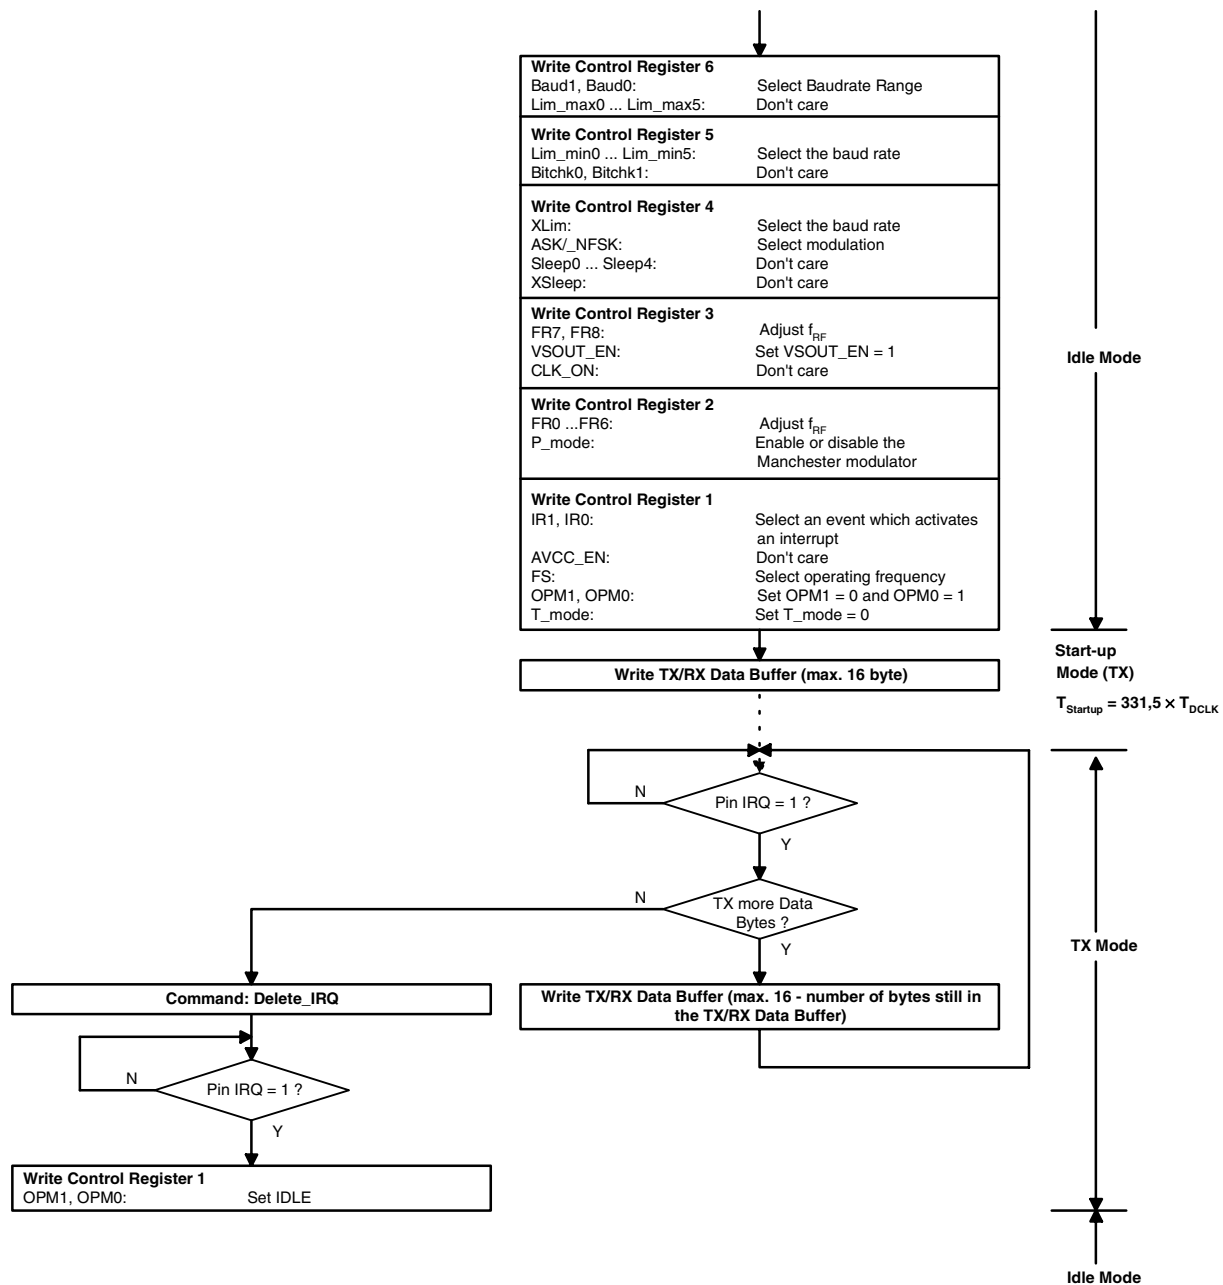 Write Control Register 6
Baud1, Baud0: Select Baudrate Range
Lim_max0 ... Lim_max5: Don't care
Write Control Register 5
Lim_min0 ... Lim_min5: Select the baud rate
Bitchk0, Bitchk1: Don't care
Write Control Register 4
XLim: Select the baud rate
ASK/_NFSK: Select modulation
Sleep0 ... Sleep4: Don't care
XSleep: Don't care
Write Control Register 3
FR7, FR8: Adjust fRF
VSOUT_EN: Set VSOUT_EN = 1
CLK_ON: Don't care
Idle Mode
Write Control Register 2
FR0 ...FR6: Adjust fRF
P_mode: Enable or disable the
Manchester modulator
Write Control Register 1
IR1, IR0: Select an event which activates
an interrupt
AVCC_EN: Don't care
FS: Select operating frequency
OPM1, OPM0: Set OPM1 = 0 and OPM0 = 1
T_mode: Set T_mode = 0
Start-up
Mode (TX)
TStartup = 331,5 × TDCLK
Write TX/RX Data Buffer (max. 16 byte)
N
Pin IRQ = 1 ?
Y
N
TX more Data
Bytes ?
Y
TX Mode
Command: Delete_IRQ
Write TX/RX Data Buffer (max. 16 - number of bytes still in
the TX/RX Data Buffer)
N
Pin IRQ = 1 ?
Y
Write Control Register 1
OPM1, OPM0: Set IDLE
Idle Mode